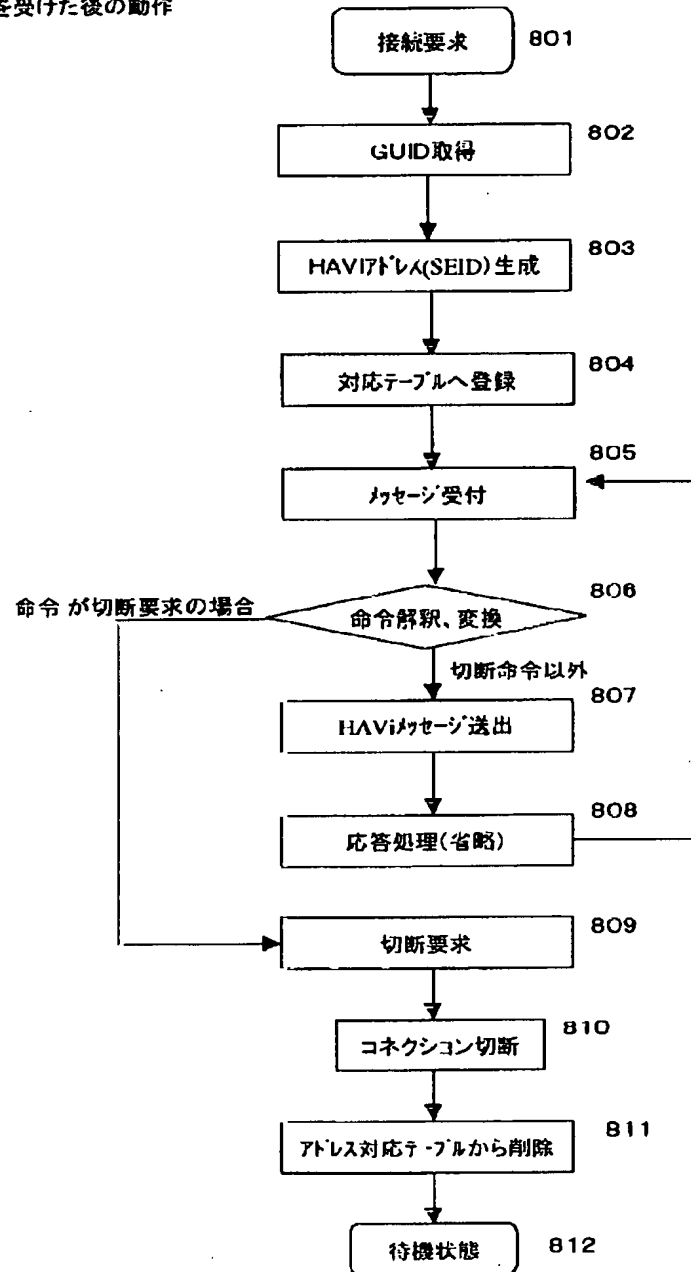 を受けた後の動作
接続要求 801
GUID取得 802
HAVIｱﾄﾞﾚｽ(SEID)生成 803
対応テーブルへ登録 804
ﾒｯｾｰｼﾞ受付 805
命令が切断要求の場合
命令解釈、変換 806
切断命令以外
HAViﾒｯｾｰｼﾞ送出 807
応答処理(省略) 808
切断要求 809
コネクション切断 810
ｱﾄﾞﾚｽ対応ﾃｰﾌﾞﾙから削除 811
待機状態 812